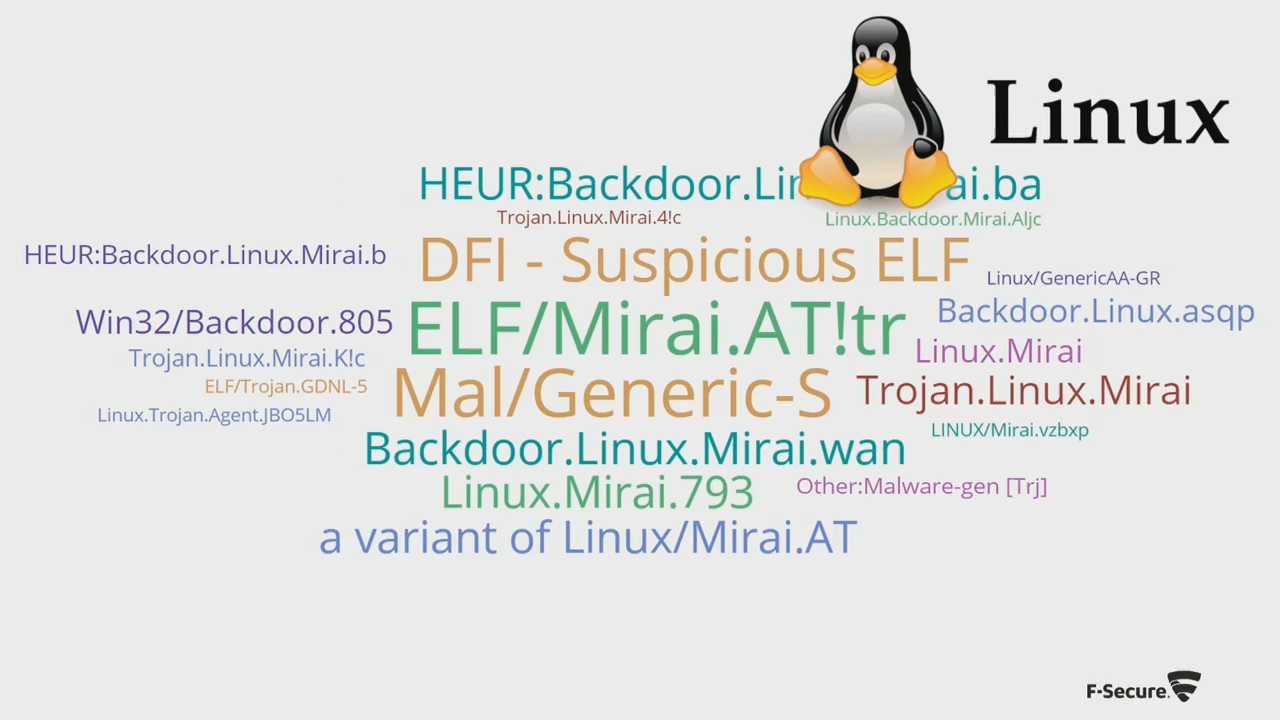 Linux
HEUR:Backdoor.Lin ai.ba
Trojan.Linux.Mirai.4!c
Linux.Backdoor.Mirai.Aljc
HEUR:Backdoor.Linux.Mirai.b
DFI - Suspicious ELF
Linux/GenericAA-GR
Win32/Backdoor.805
ELF/Mirai.AT!tr
Backdoor.Linux.asqp
Trojan.Linux.Mirai.K!c
Linux.Mirai
ELF/Trojan.GDNL-5
Mal/Generic-S
Trojan.Linux.Mirai
Linux.Trojan.Agent.JBO5LM
LINUX/Mirai.vzbxp
Backdoor.Linux.Mirai.wan
Linux.Mirai.793
Other:Malware-gen [Trj]
a variant of Linux/Mirai.AT
F-Secure.